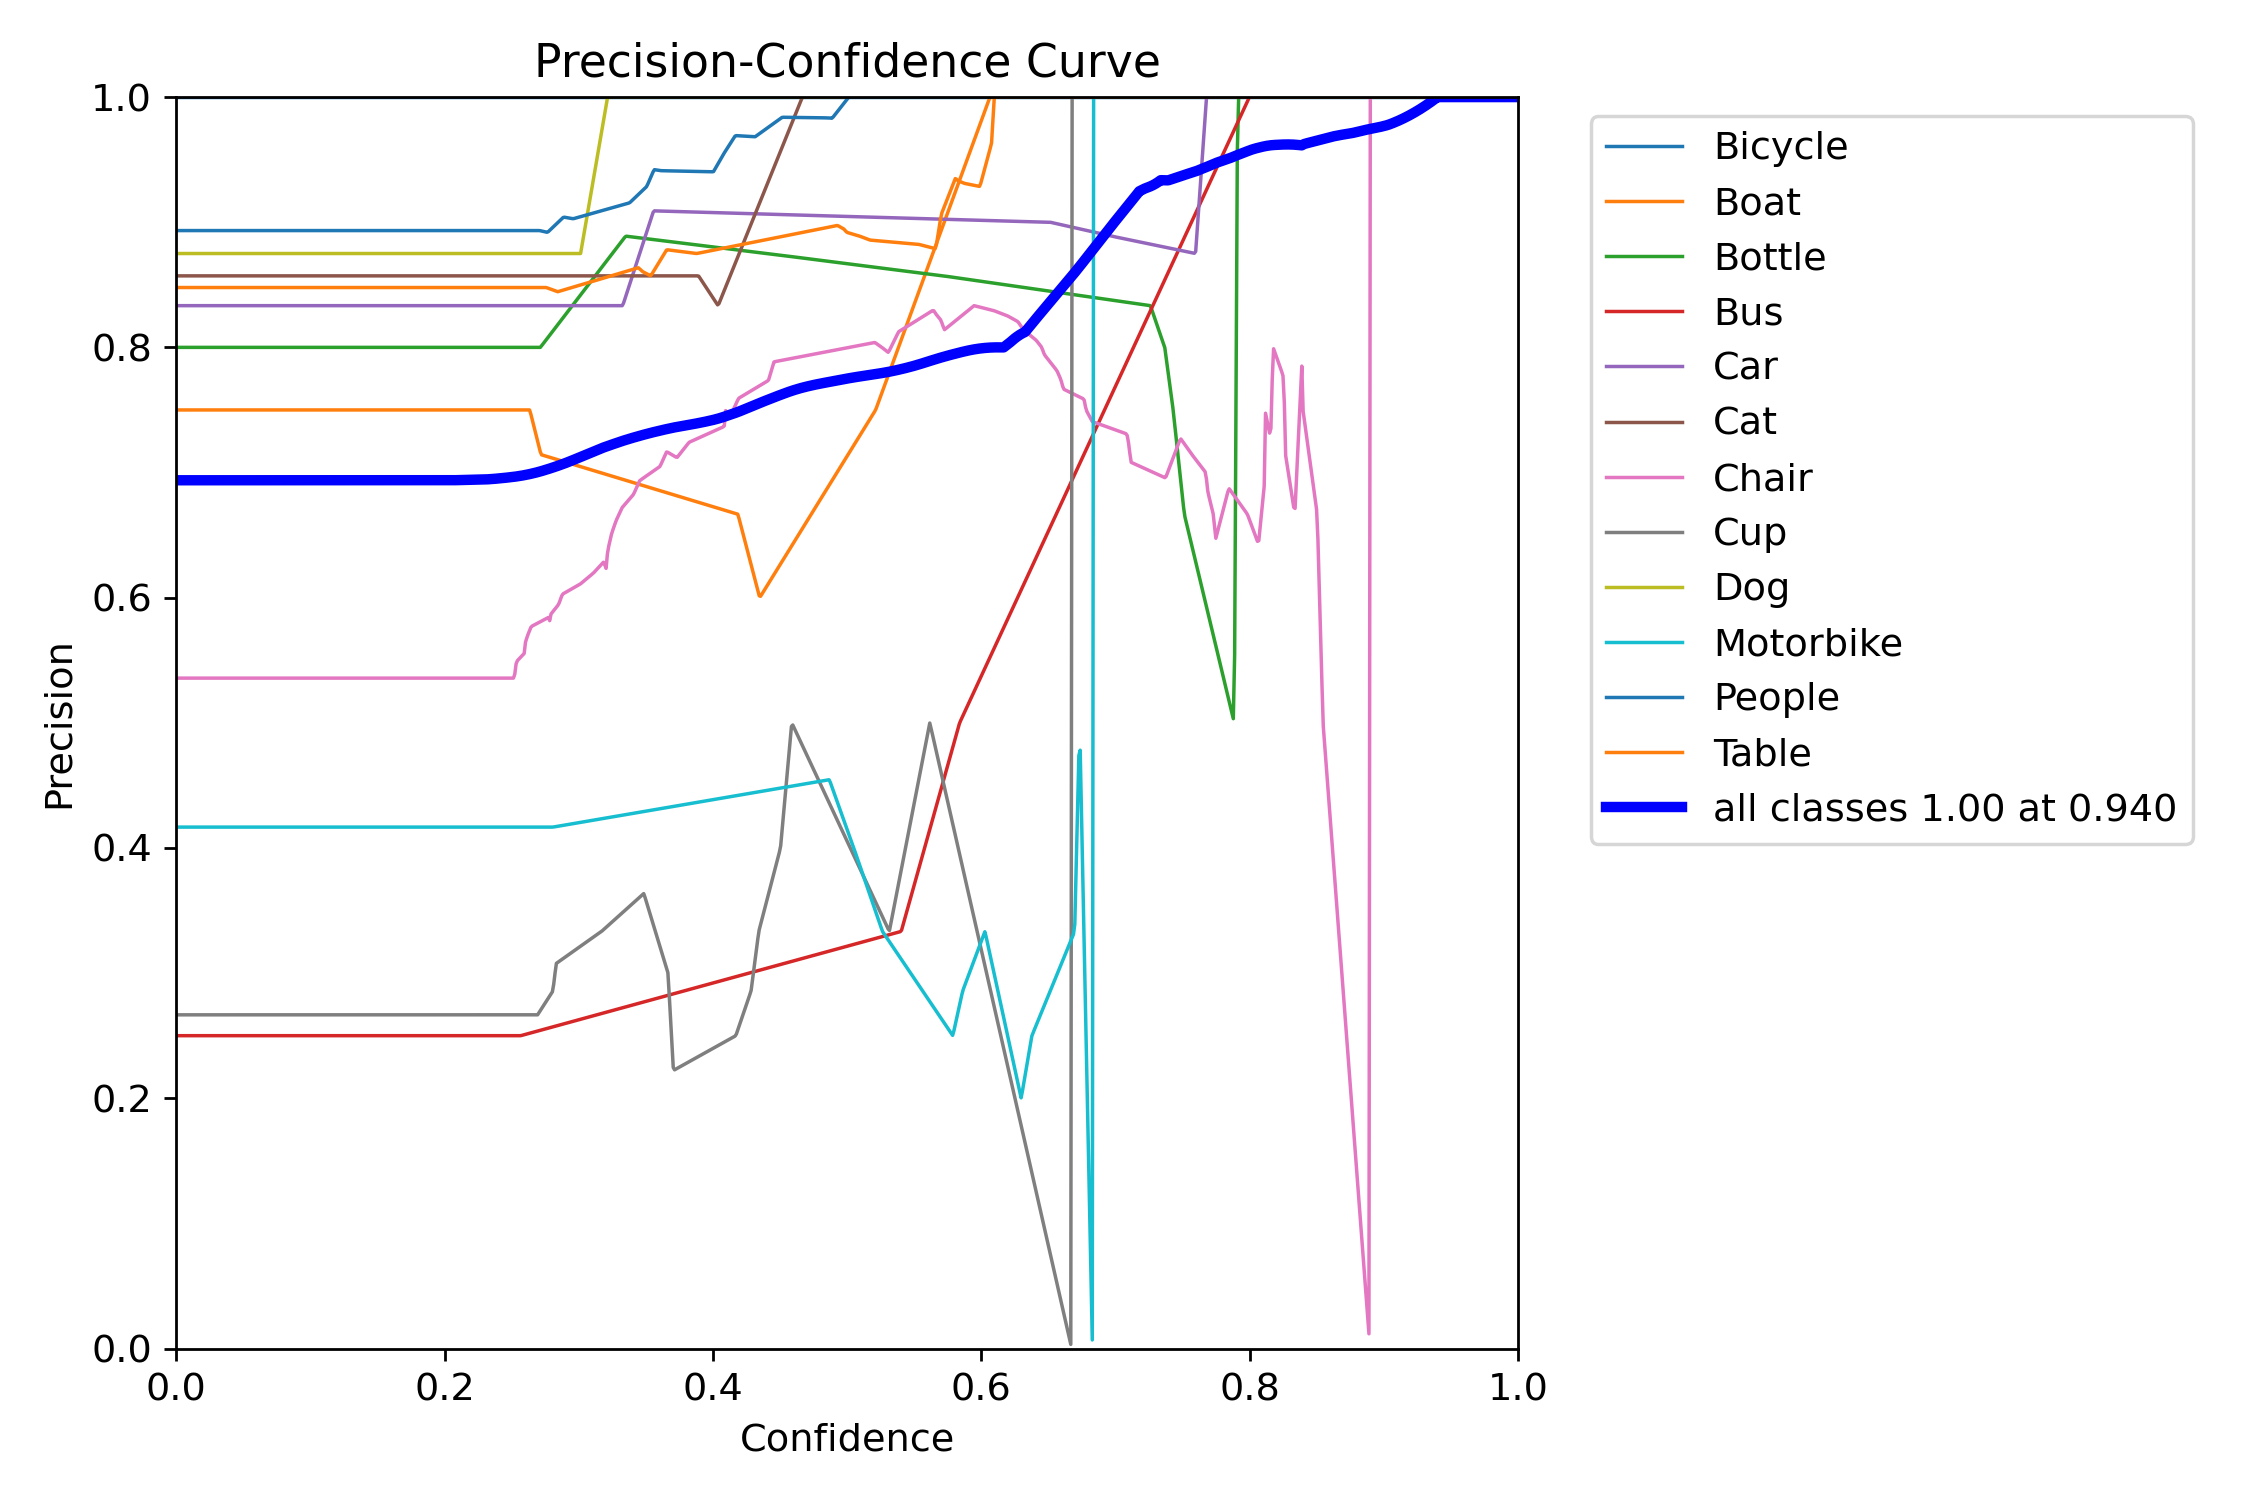 Precision-Confidence Curve
1.0
0.8
0.6
0.4
0.2
0.0
Precision
0.0 0.2 0.4 0.6 0.8 1.0
Confidence
Bicycle
Boat
Bottle
Bus
Car
Cat
Chair
Cup
Dog
Motorbike
People
Table
all classes 1.00 at 0.940